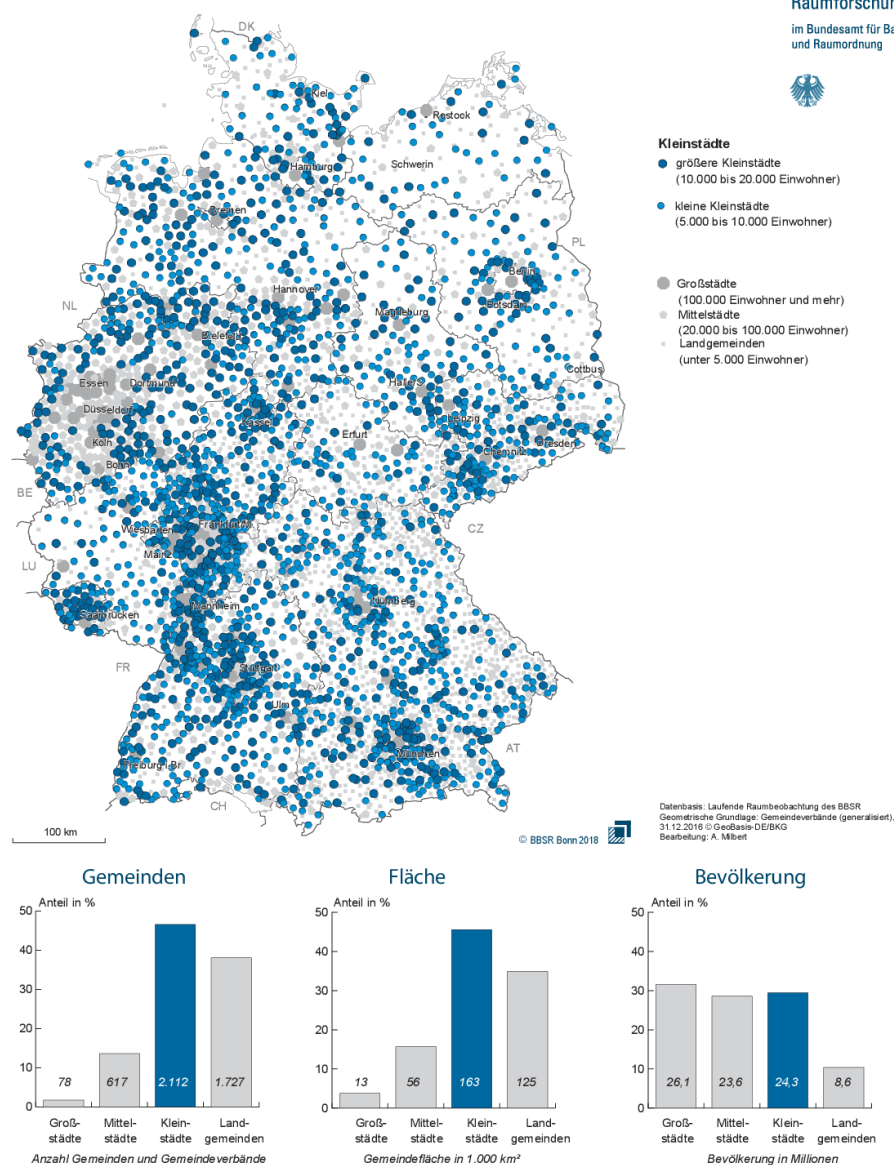 Raumforschun
im Bundesamt für Ba
und Raumordnung
Kleinstädte
größere Kleinstädte
(10.000 bis 20.000 Einwohner)
kleine Kleinstädte
(5.000 bis 10.000 Einwohner)
Großstädte
(100.000 Einwohner und mehr)
Mittelstädte
(20.000 bis 100.000 Einwohner)
Landgemeinden
(unter 5.000 Einwohner)
DK
Kiel
Rostock
Schwerin
Hamburg
Bremen
PL
Berlin
NL
Hannover
Potsdam
Magdeburg
Bielefeld
Cottbus
Essen
Dortmund
Halle/S.
Düsseldorf
Kassel
Leipzig
Köln
Erfurt
Dresden
Chemnitz
Bonn
BE
Wiesbaden
Frankfurt/M.
CZ
Mainz
LU
Mannheim
Nürnberg
Saarbrücken
FR
Stuttgart
Ulm
AT
München
Freiburg i.Br.
CH
100 km
© BBSR Bonn 2018
Datenbasis: Laufende Raumbeobachtung des BBSR
Geometrische Grundlage: Gemeindeverbände (generalisiert),
31.12.2016 © GeoBasis-DE/BKG
Bearbeitung: A. Milbert
Gemeinden
Anteil in %
50
40
30
20
10
0
78
617
2.112
1.727
Groß-
städte
Mittel-
städte
Klein-
städte
Land-
gemeinden
Anzahl Gemeinden und Gemeindeverbände
Fläche
Anteil in %
50
40
30
20
10
0
13
56
163
125
Groß-
städte
Mittel-
städte
Klein-
städte
Land-
gemeinden
Gemeindefläche in 1.000 km²
Bevölkerung
Anteil in %
50
40
30
20
10
0
26,1
23,6
24,3
8,6
Groß-
städte
Mittel-
städte
Klein-
städte
Land-
gemeinden
Bevölkerung in Millionen